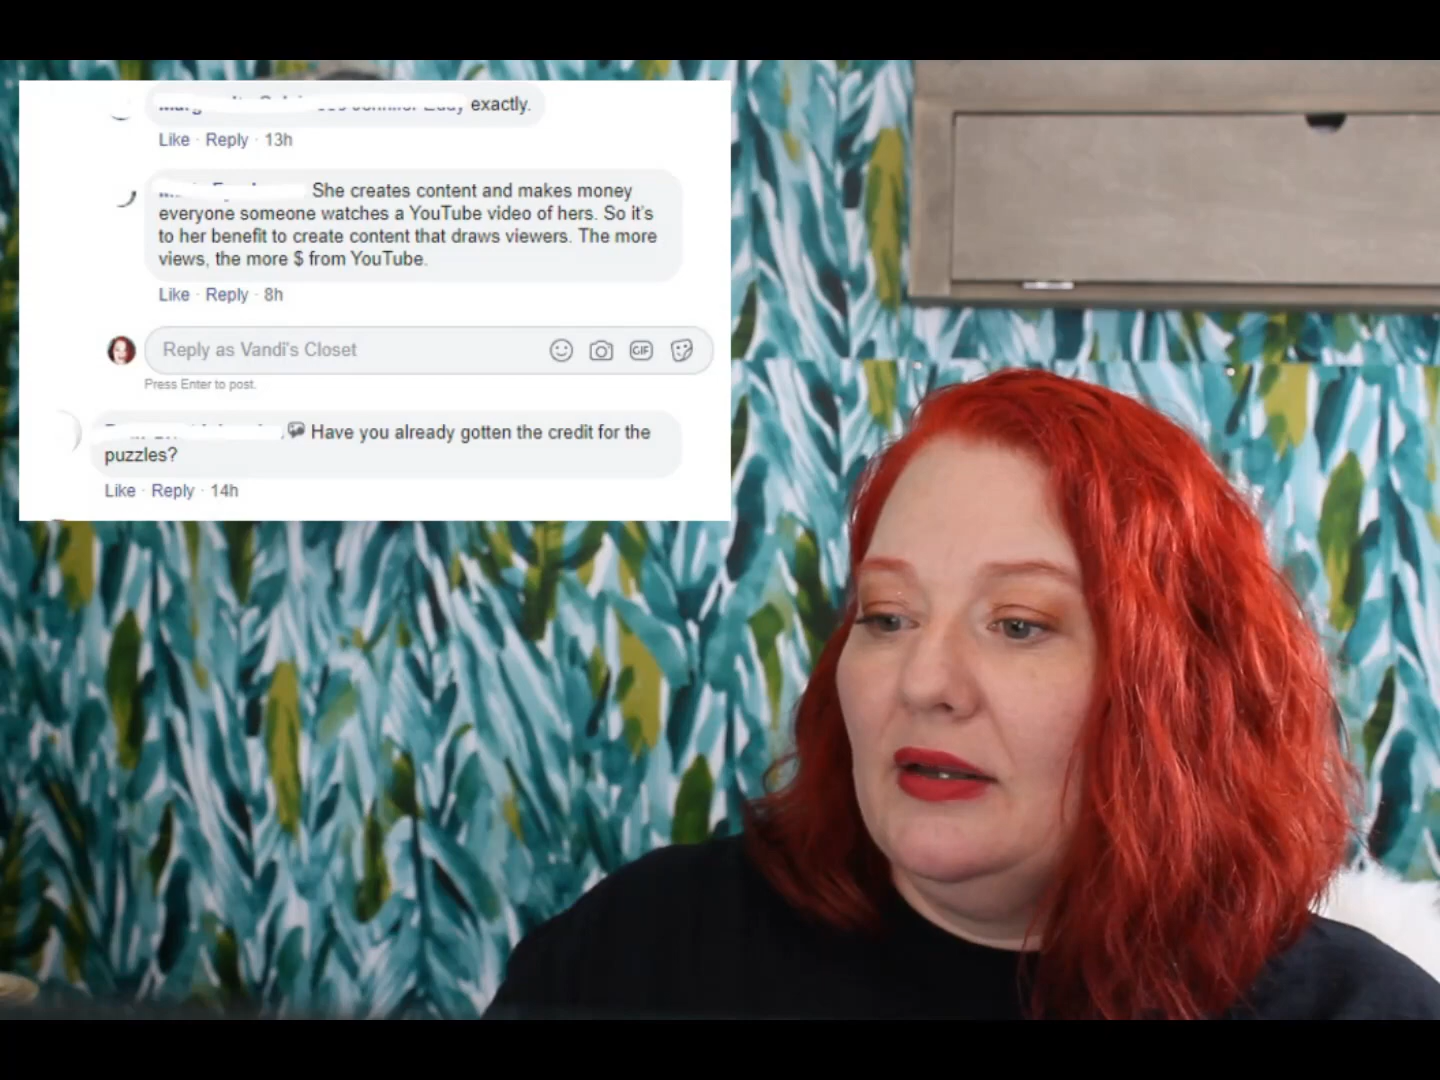 exactly.
Like · Reply · 13h
She creates content and makes money
everyone someone watches a YouTube video of hers. So it's
to her benefit to create content that draws viewers. The more
views, the more $ from YouTube.
Like · Reply · 8h
Reply as Vandi's Closet
GIF
Press Enter to post.
Have you already gotten the credit for the
puzzles?
Like · Reply · 14h